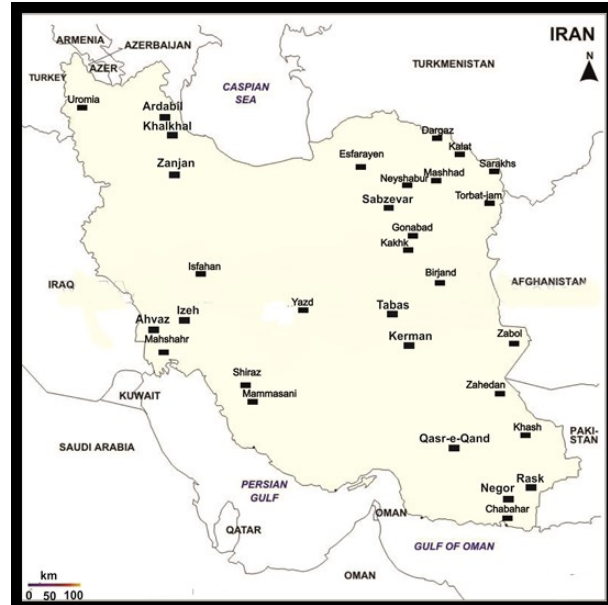 IRAN
N
ARMENIA
AZERBAIJAN
AZER
TURKEY
CASPIAN
SEA
TURKMENISTAN
Uromia
Ardabil
Khalkhal
Zanjan
Dargaz
Kalat
Esfarayen
Sarakhs
Mashhad
Neyshabur
Sabzevar
Torbat-jam
Gonabad
Kakhk
Isfahan
Birjand
IRAQ
AFGHANISTAN
Yazd
Tabas
Izeh
Ahvaz
Mahshahr
Kerman
Zabol
Shiraz
Mammasani
Zahedan
KUWAIT
Khash
PAKI-
STAN
Qasr-e-Qand
SAUDI ARABIA
PERSIAN
GULF
Rask
Negor
Chabahar
OMAN
QATAR
GULF OF OMAN
OMAN
km
0 50 100